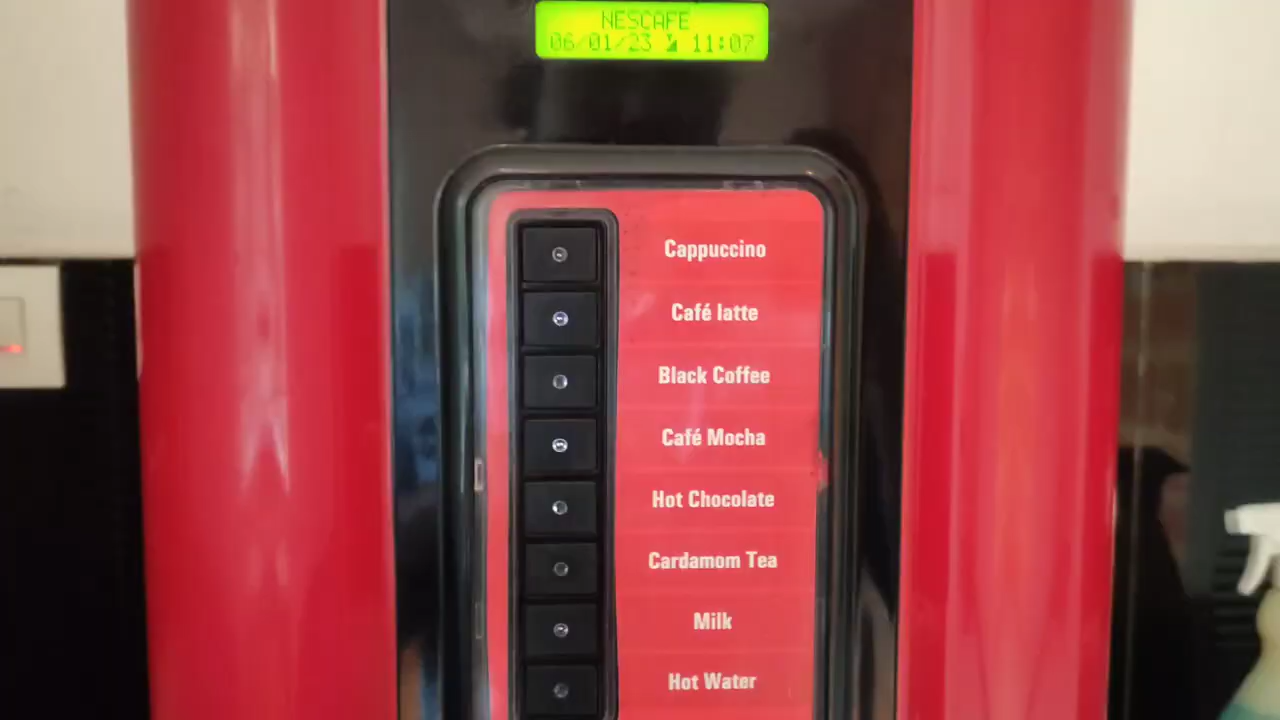 NESCAFE
06/01/23 11:07
Cappuccino
Café latte
Black Coffee
Café Mocha
Hot Chocolate
Cardamom Tea
Milk
Hot Water